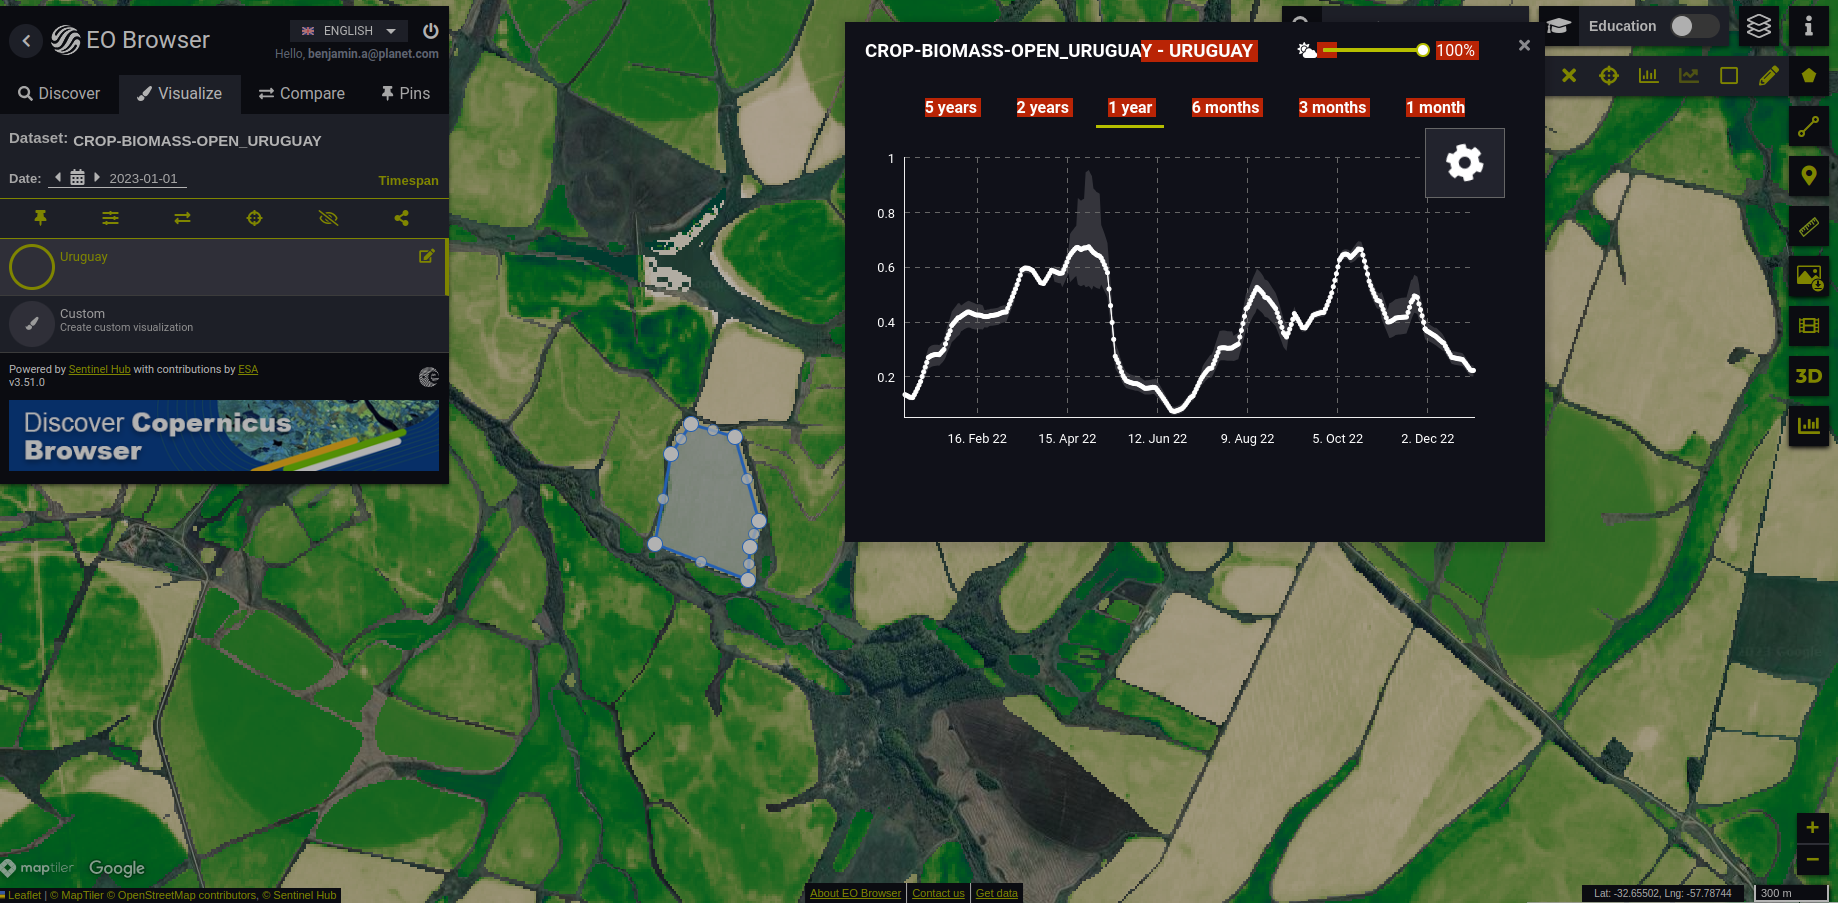 EO Browser
ENGLISH
Hello, benjamin.a@planet.com
Discover
Visualize
Compare
Pins
Dataset: CROP-BIOMASS-OPEN_URUGUAY
Date: 2023-01-01
Timespan
Uruguay
Custom
Create custom visualization
Powered by Sentinel Hub with contributions by ESA
v3.51.0
Discover Copernicus
Browser
CROP-BIOMASS-OPEN_URUGUAY - URUGUAY
100%
5 years
2 years
1 year
6 months
3 months
1 month
1
0.8
0.6
0.4
0.2
16. Feb 22
15. Apr 22
12. Jun 22
9. Aug 22
5. Oct 22
2. Dec 22
Education
3D
maptiler
Google
Leaflet | © MapTiler © OpenStreetMap contributors, © Sentinel Hub
About EO Browser
Contact us
Get data
Lat: -32.65502, Lng: -57.78744
300 m